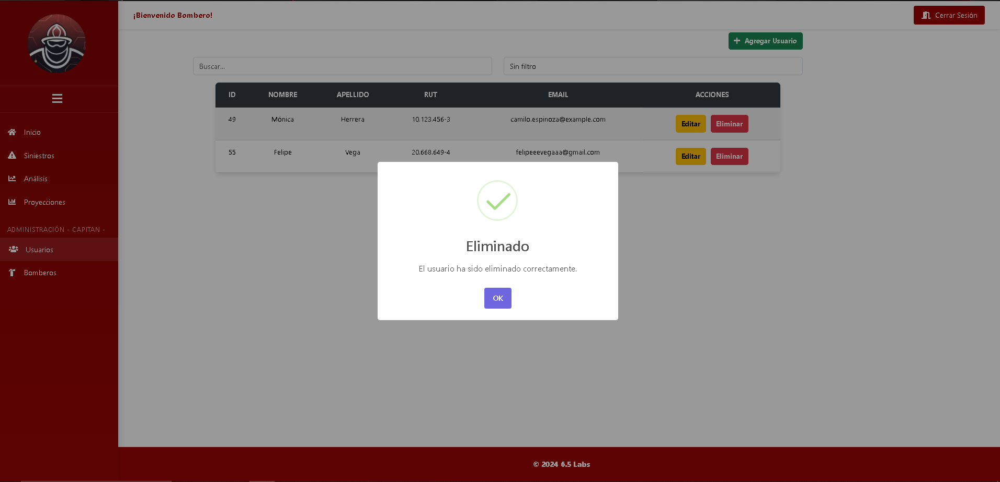 ¡Bienvenido Bombero!
Cerrar Sesión
Agregar Usuario
Buscar...
Sin filtro
ID NOMBRE APELLIDO RUT EMAIL ACCIONES
49 Mónica Herrera 10.123.456-3 camilo.espinoza@example.com Editar Eliminar
55 Felipe Vega 20.668.649-4 felipeeevegaaa@gmail.com Editar Eliminar
Inicio
Siniestros
Análisis
Proyecciones
ADMINISTRACIÓN - CAPITAN -
Usuarios
Bomberos
Eliminado
El usuario ha sido eliminado correctamente.
OK
© 2024 6.5 Labs